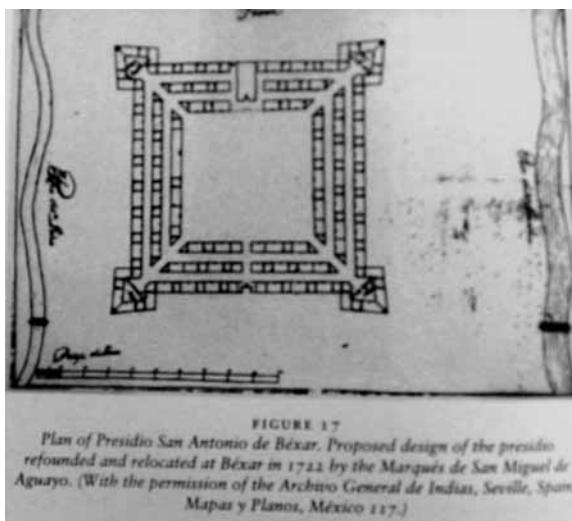 FIGURE 17
Plan of Presidio San Antonio de Béxar. Proposed design of the presidio
refounded and relocated at Béxar in 1722 by the Marqués de San Miguel de
Aguayo. (With the permission of the Archivo General de Indias, Seville, Spain
Mapas y Planos, México 117.)